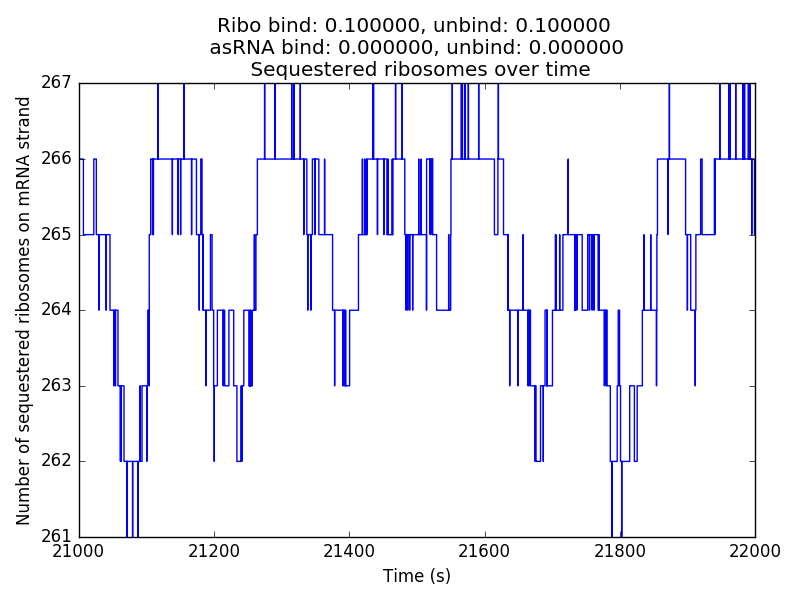 Ribo bind: 0.100000, unbind: 0.100000
asRNA bind: 0.000000, unbind: 0.000000
Sequestered ribosomes over time
Number of sequestered ribosomes on mRNA strand
267
266
265
264
263
262
261
21000 21200 21400 21600 21800 22000
Time (s)